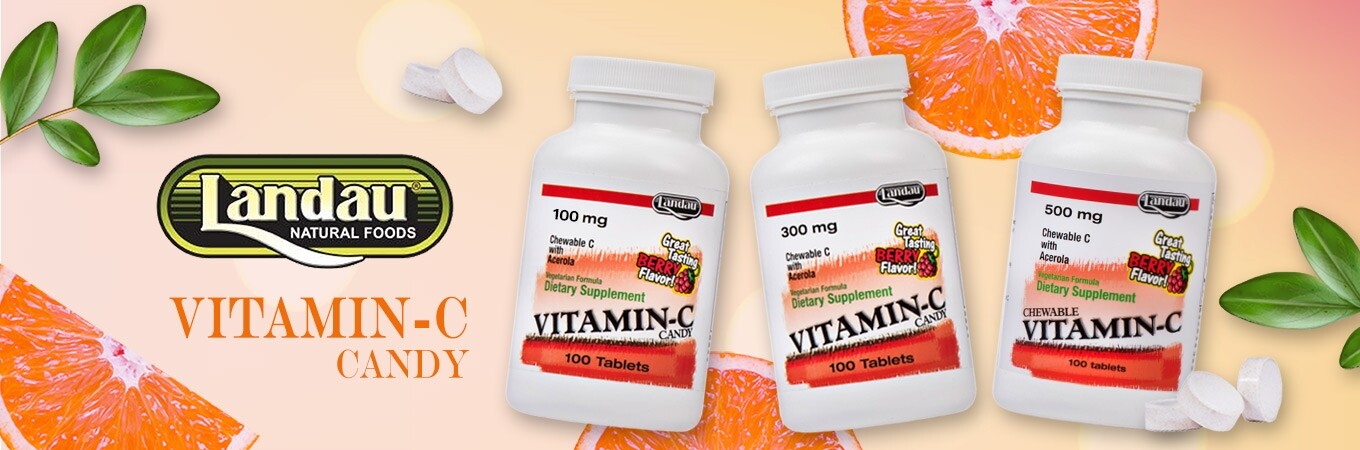 Landau®
NATURAL FOODS
VITAMIN-C
CANDY
Landau
100 mg
Chewable C
with
Acerola
Great
Tasting
BERRY
Flavor!
Vegetarian Formula
Dietary Supplement
VITAMIN-C
CANDY
100 Tablets
Landau
300 mg
Chewable C
with
Acerola
Great
Tasting
BERRY
Flavor!
Vegetarian Formula
Dietary Supplement
VITAMIN-C
CANDY
100 Tablets
Landau
500 mg
Chewable C
with
Acerola
Great
Tasting
BERRY
Flavor!
Vegetarian Formula
Dietary Supplement
CHEWABLE
VITAMIN-C
100 tablets